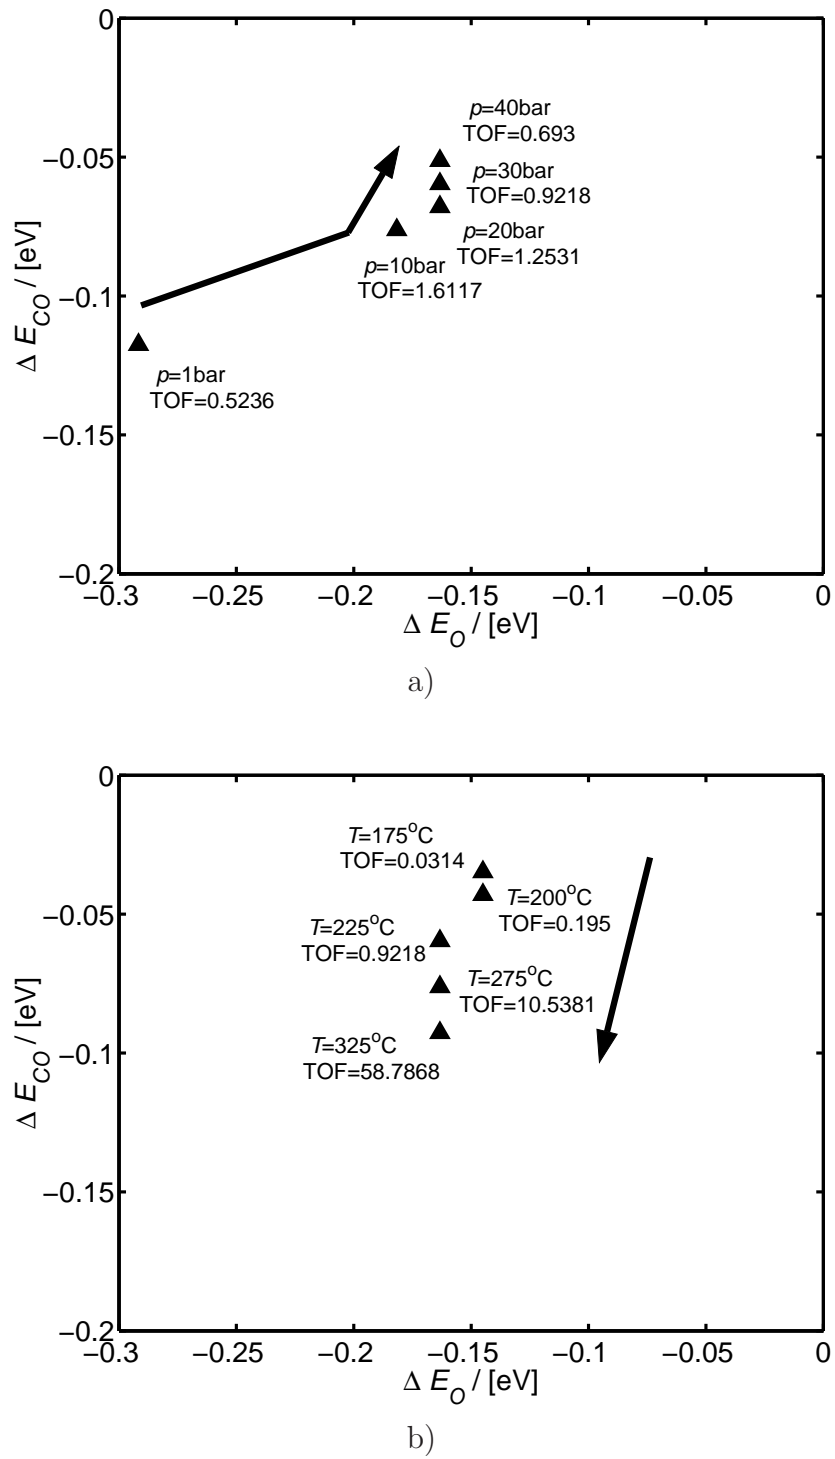 0
p=40bar
TOF=0.693
−0.05
p=30bar
TOF=0.9218
p=20bar
TOF=1.2531
p=10bar
TOF=1.6117
−0.1
Δ E_CO / [eV]
p=1bar
TOF=0.5236
−0.15
−0.2
−0.3 −0.25 −0.2 −0.15 −0.1 −0.05 0
Δ E_O / [eV]
a)
0
T=175°C
TOF=0.0314
T=200°C
TOF=0.195
−0.05
T=225°C
TOF=0.9218
T=275°C
TOF=10.5381
−0.1
T=325°C
TOF=58.7868
Δ E_CO / [eV]
−0.15
−0.2
−0.3 −0.25 −0.2 −0.15 −0.1 −0.05 0
Δ E_O / [eV]
b)